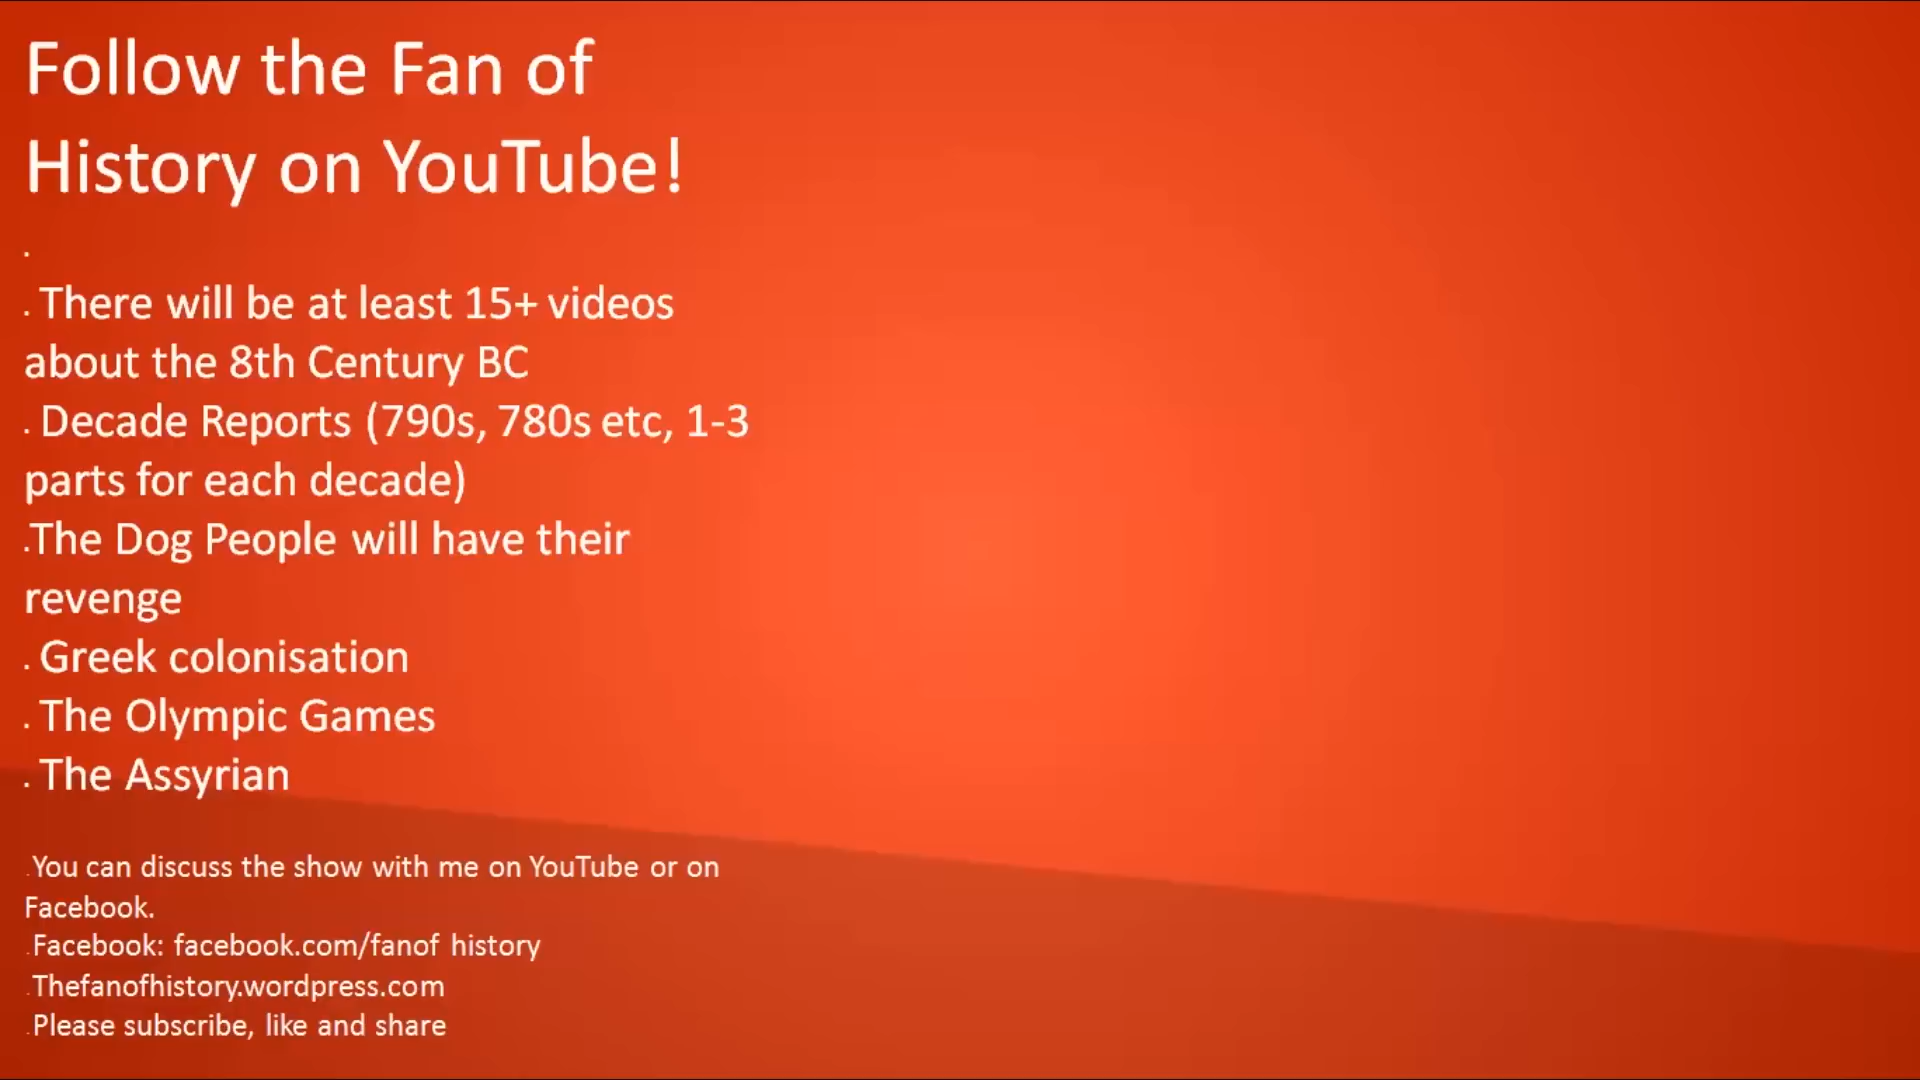 Follow the Fan of
History on YouTube!
.
. There will be at least 15+ videos
about the 8th Century BC
. Decade Reports (790s, 780s etc, 1-3
parts for each decade)
.The Dog People will have their
revenge
. Greek colonisation
. The Olympic Games
. The Assyrian
.You can discuss the show with me on YouTube or on
Facebook.
.Facebook: facebook.com/fanof history
.Thefanofhistory.wordpress.com
.Please subscribe, like and share